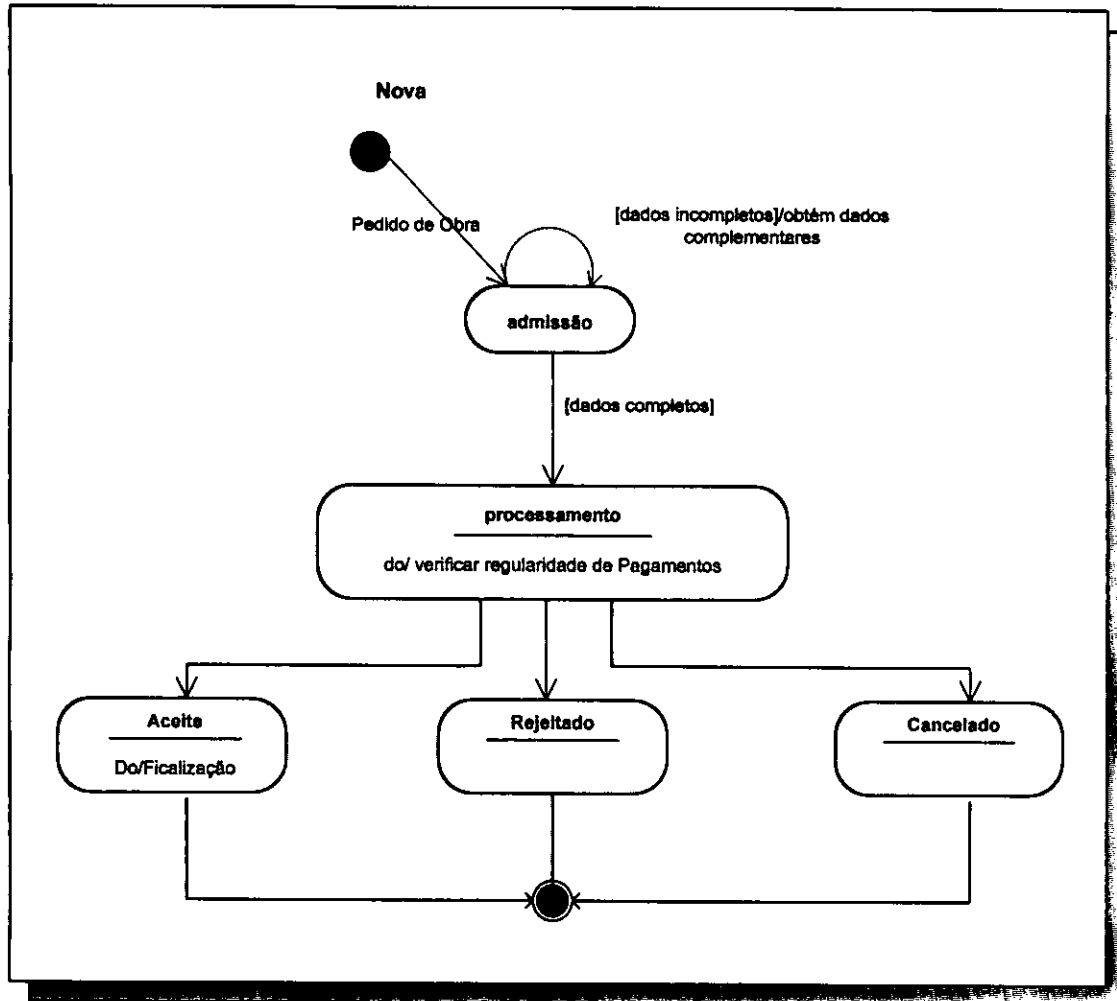 Nova
Pedido de Obra
[dados incompletos]/obtém dados
complementares
admissão
[dados completos]
processamento
do/ verificar regularidade de Pagamentos
Aceite
Do/Ficalização
Rejeitado
Cancelado